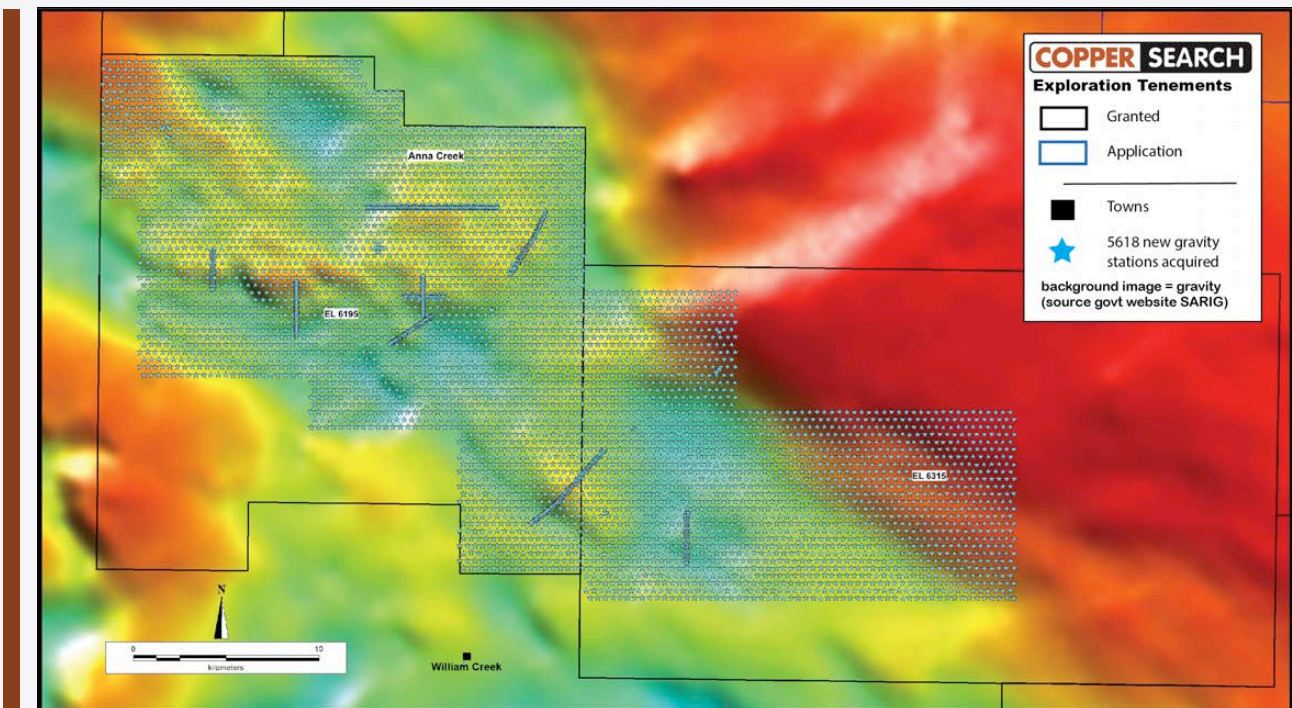 COPPER SEARCH
Exploration Tenements
Granted
Application
Towns
5618 new gravity
stations acquired
background image = gravity
(source govt website SARIG)
Anna Creek
EL 6195
EL 6315
N
0 10
kilometers
William Creek